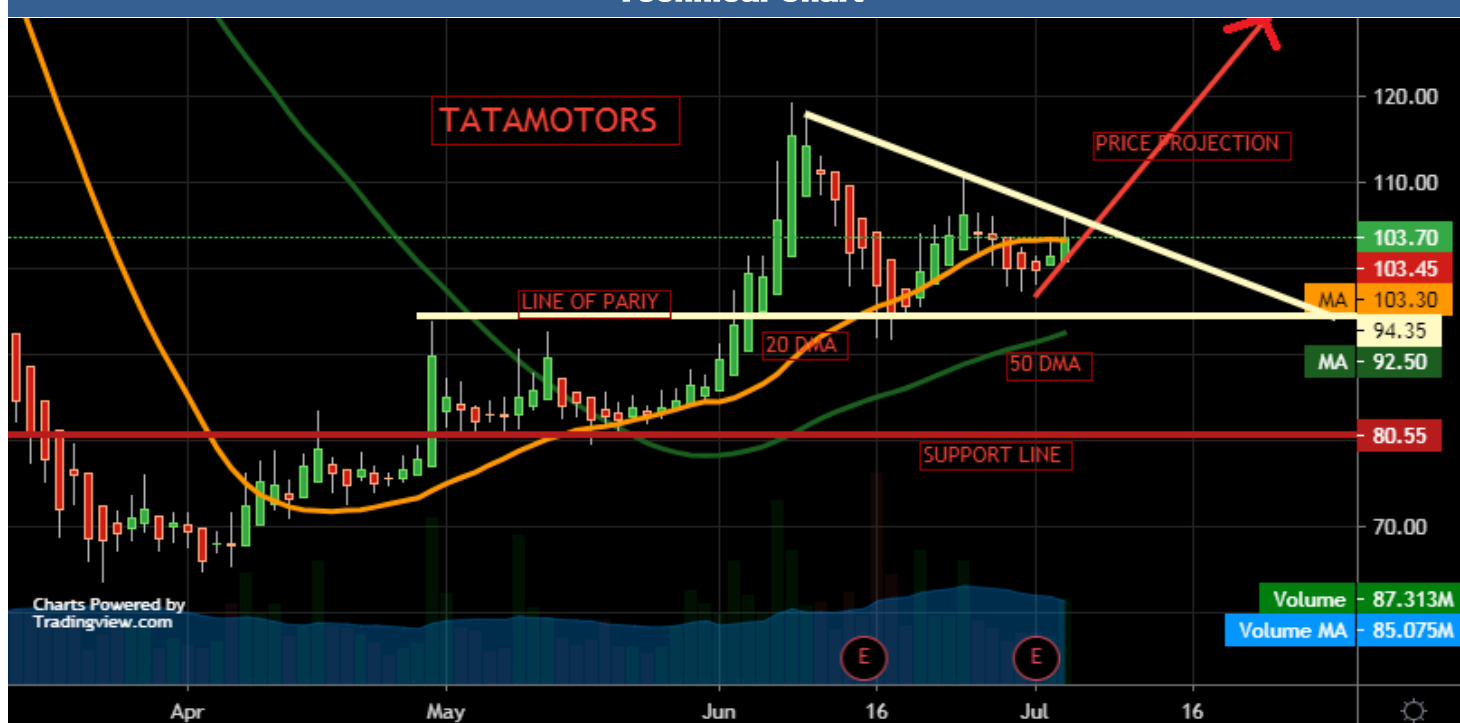 TATAMOTORS
120.00
PRICE PROJECTION
110.00
103.70
103.45
LINE OF PARIY
MA
103.30
94.35
20 DMA
50 DMA
MA
92.50
80.55
SUPPORT LINE
70.00
Charts Powered by
Tradingview.com
Volume
87.313M
Volume MA
85.075M
E
E
Apr
May
Jun
16
Jul
16